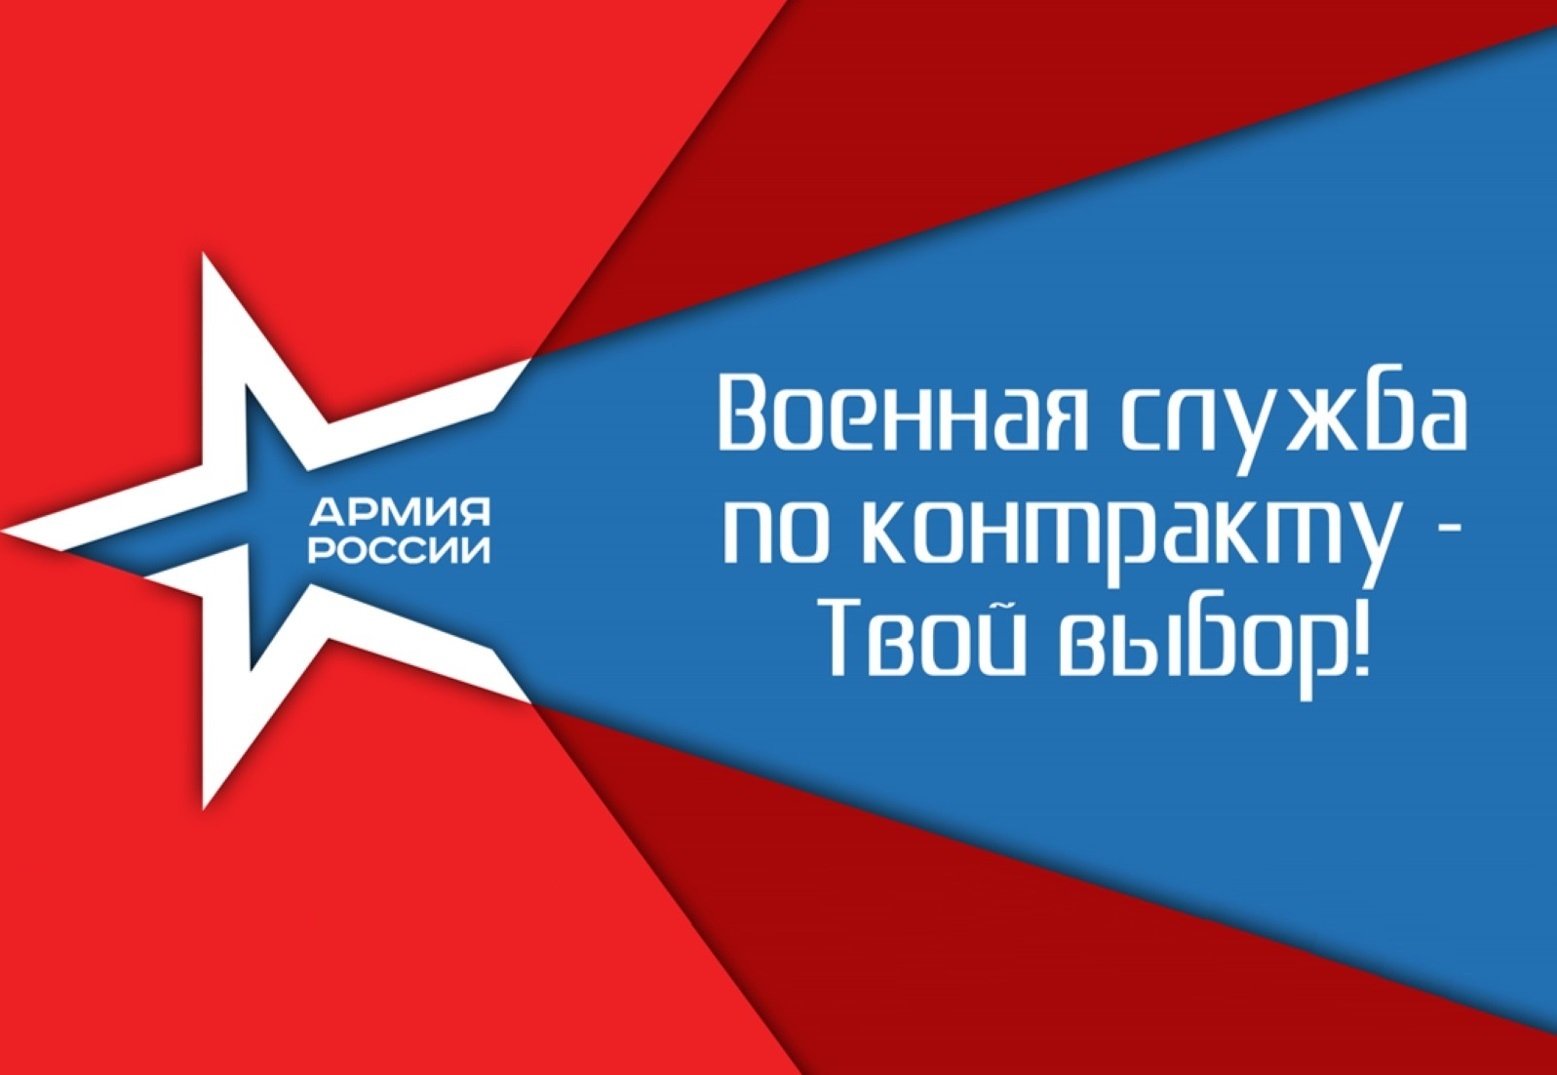 АРМИЯ
РОССИИ
Военная служба
по контракту -
Твой выбор!